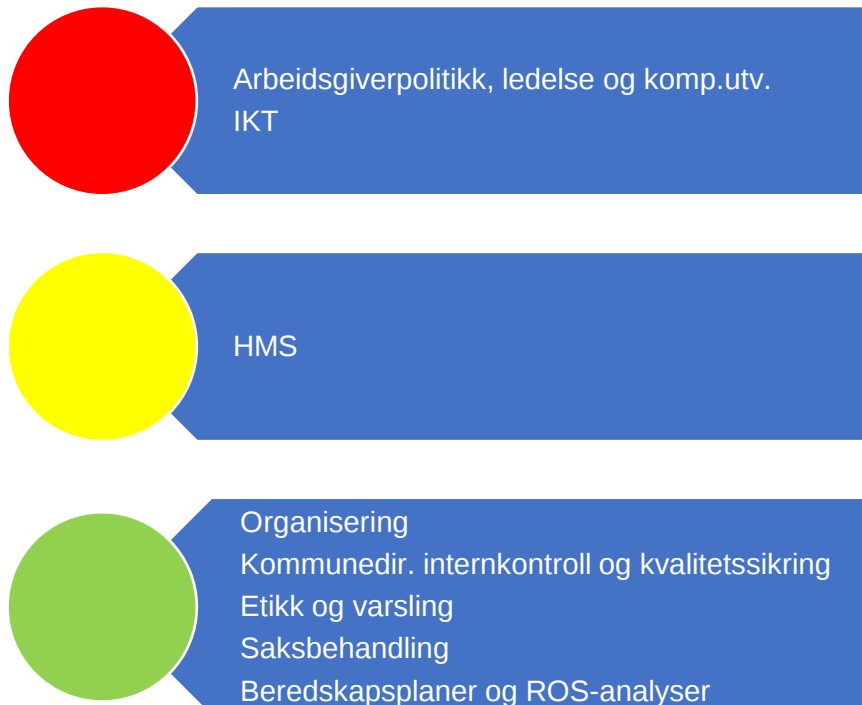 Arbeidsgiverpolitikk, ledelse og komp.utv.
IKT
HMS
Organisering
Kommunedir. internkontroll og kvalitetssikring
Etikk og varsling
Saksbehandling
Beredskapsplaner og ROS-analyser